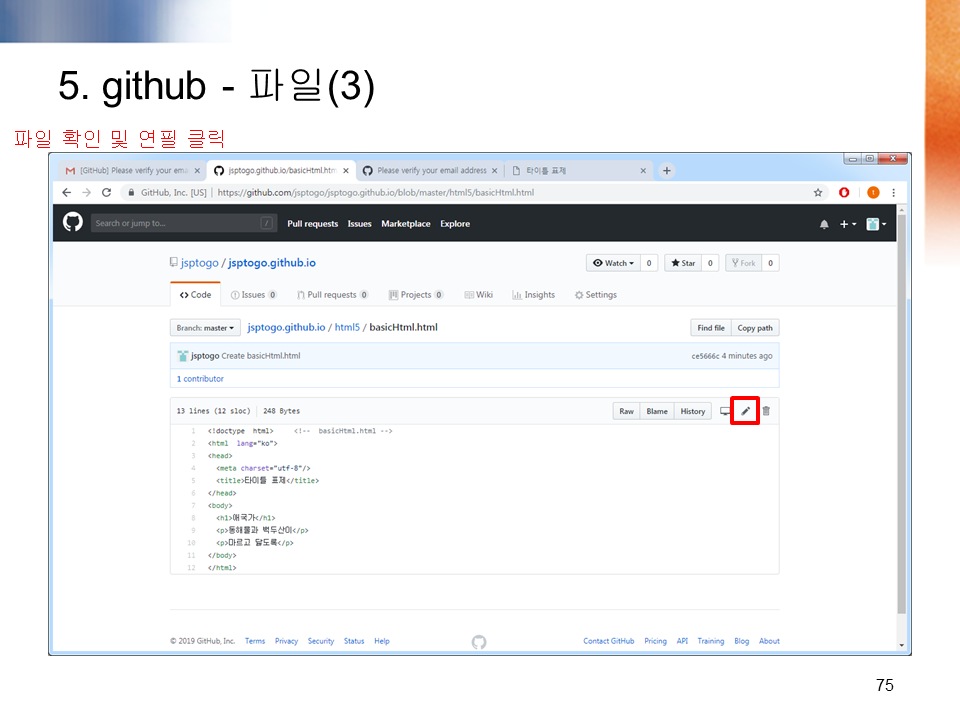 5. github - 파일(3)
파일 확인 및 연필 클릭
[GitHub] Please verify your ema
jsptogo.github.io/basicHtml.htm
Please verify your email address
타이틀 표제
GitHub, Inc. [US] | https://github.com/jsptogo/jsptogo.github.io/blob/master/html5/basicHtml.html
Search or jump to... / Pull requests Issues Marketplace Explore
jsptogo / jsptogo.github.io Watch 0 Star 0 Fork 0
Code Issues 0 Pull requests 0 Projects 0 Wiki Insights Settings
Branch: master jsptogo.github.io / html5 / basicHtml.html Find file Copy path
jsptogo Create basicHtml.html ce5666c 4 minutes ago
1 contributor
13 lines (12 sloc) 248 Bytes Raw Blame History
1 <!doctype html> <!-- basicHtml.html -->
2 <html lang="ko">
3 <head>
4 <meta charset="utf-8"/>
5 <title>타이틀 표제</title>
6 </head>
7 <body>
8 <h1>애국가</h1>
9 <p>동해물과 백두산이</p>
10 <p>마르고 닳도록</p>
11 </body>
12 </html>
© 2019 GitHub, Inc. Terms Privacy Security Status Help Contact GitHub Pricing API Training Blog About
75